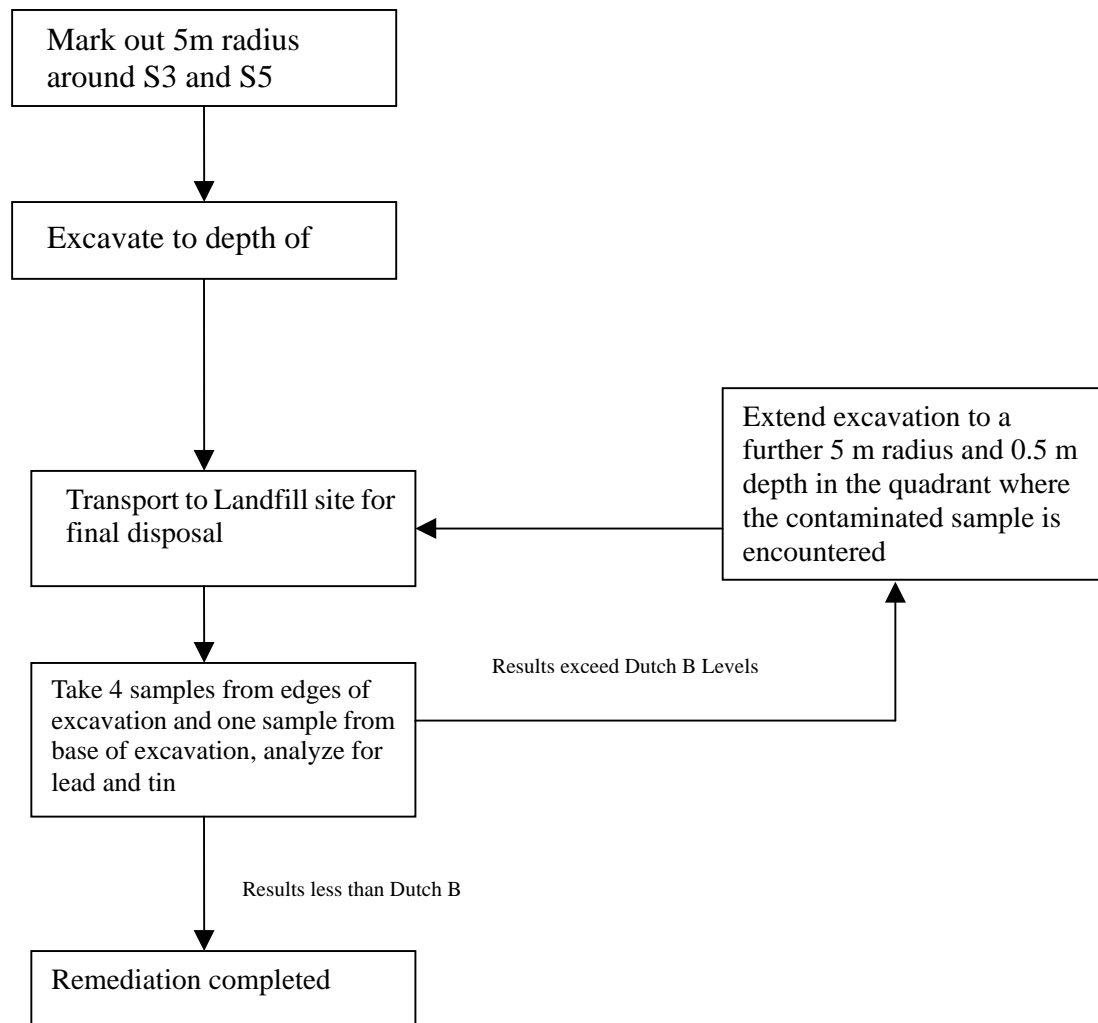 Mark out 5m radius
around S3 and S5
Excavate to depth of
Transport to Landfill site for
final disposal
Extend excavation to a
further 5 m radius and 0.5 m
depth in the quadrant where
the contaminated sample is
encountered
Results exceed Dutch B Levels
Take 4 samples from edges of
excavation and one sample from
base of excavation, analyze for
lead and tin
Results less than Dutch B
Remediation completed